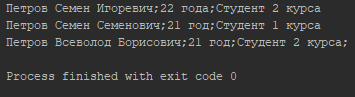 Петров Семен Игоревич;22 года;Студент 2 курса
Петров Семен Семенович;21 год;Студент 1 курса
Петров Всеволод Борисович;21 год;Студент 2 курса;
Process finished with exit code 0